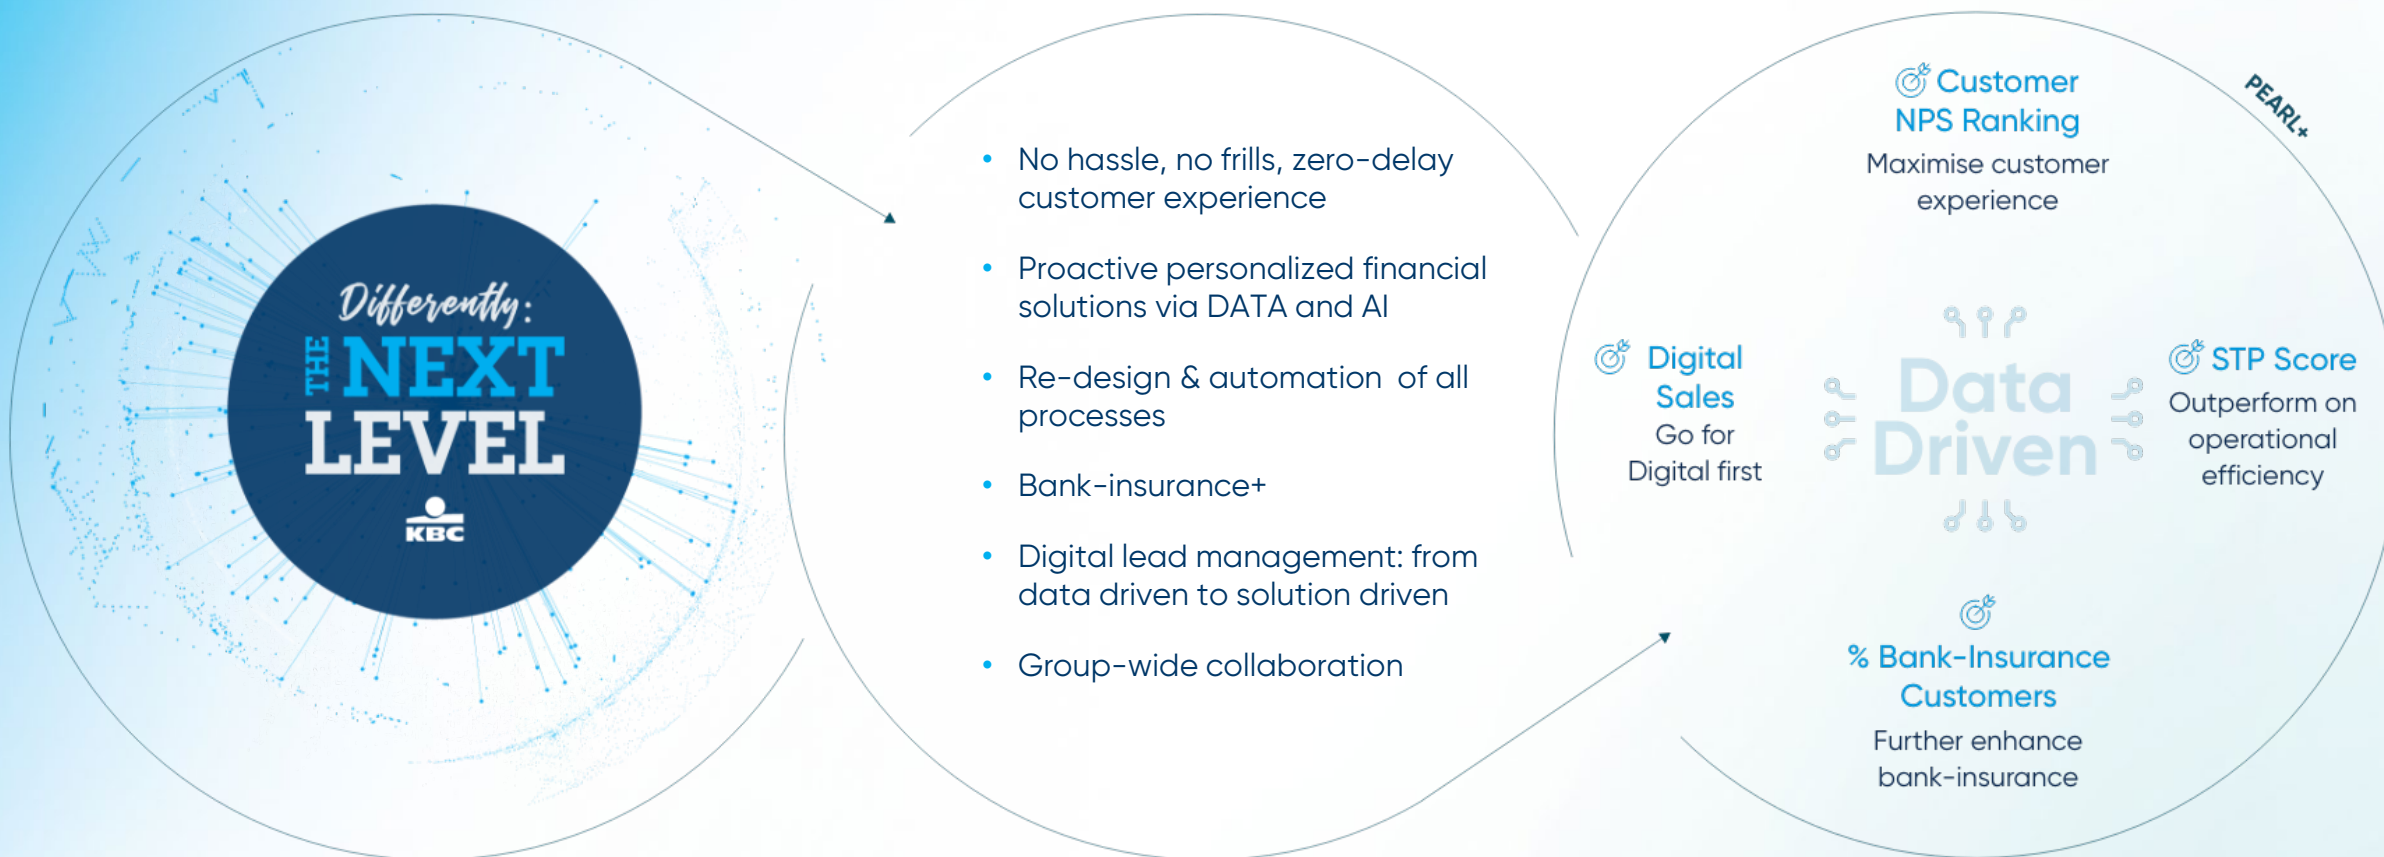 Differently:
THE NEXT
LEVEL
KBC
• No hassle, no frills, zero-delay
customer experience
• Proactive personalized financial
solutions via DATA and AI
• Re-design & automation of all
processes
• Bank-insurance+
• Digital lead management: from
data driven to solution driven
• Group-wide collaboration
PEARL+
Customer
NPS Ranking
Maximise customer
experience
Digital
Sales
Go for
Digital first
Data
Driven
STP Score
Outperform on
operational
efficiency
% Bank-Insurance
Customers
Further enhance
bank-insurance